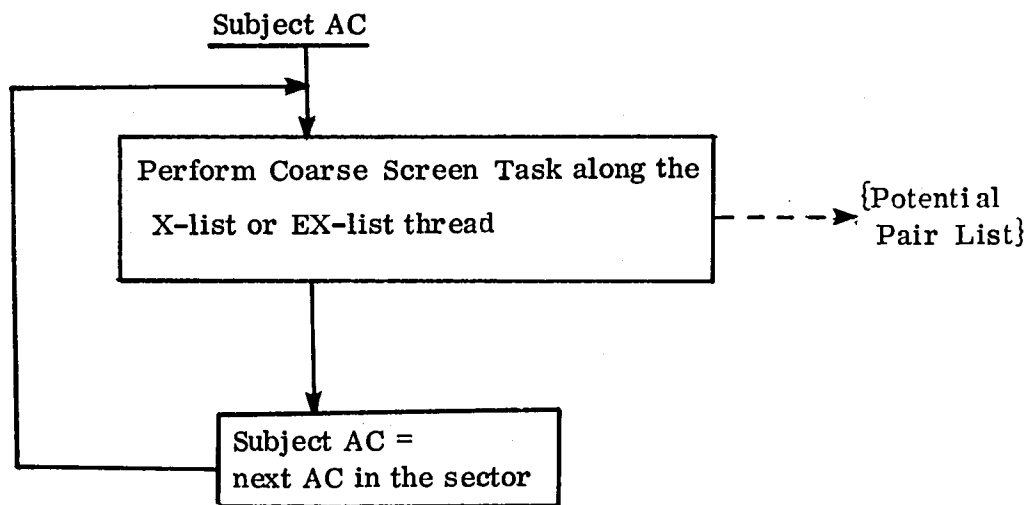 Subject AC
Perform Coarse Screen Task along the
X-list or EX-list thread
{Potential
Pair List}
Subject AC =
next AC in the sector